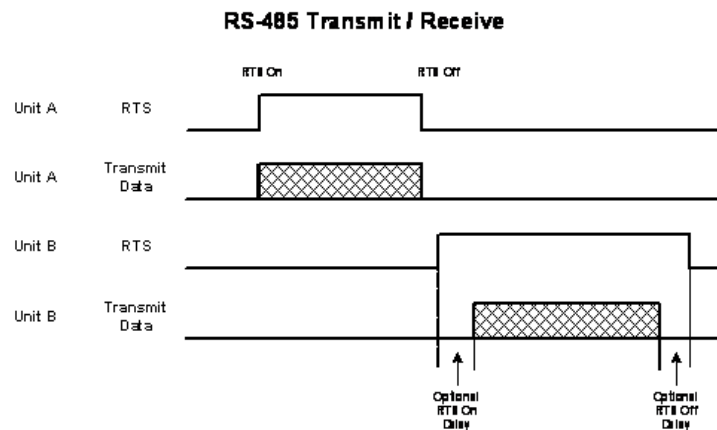 RS-485 Transmit / Receive
RTS On
RTS Off
Unit A
RTS
Unit A
Transmit
Data
Unit B
RTS
Unit B
Transmit
Data
Optional
RTS On
Delay
Optional
RTS Off
Delay